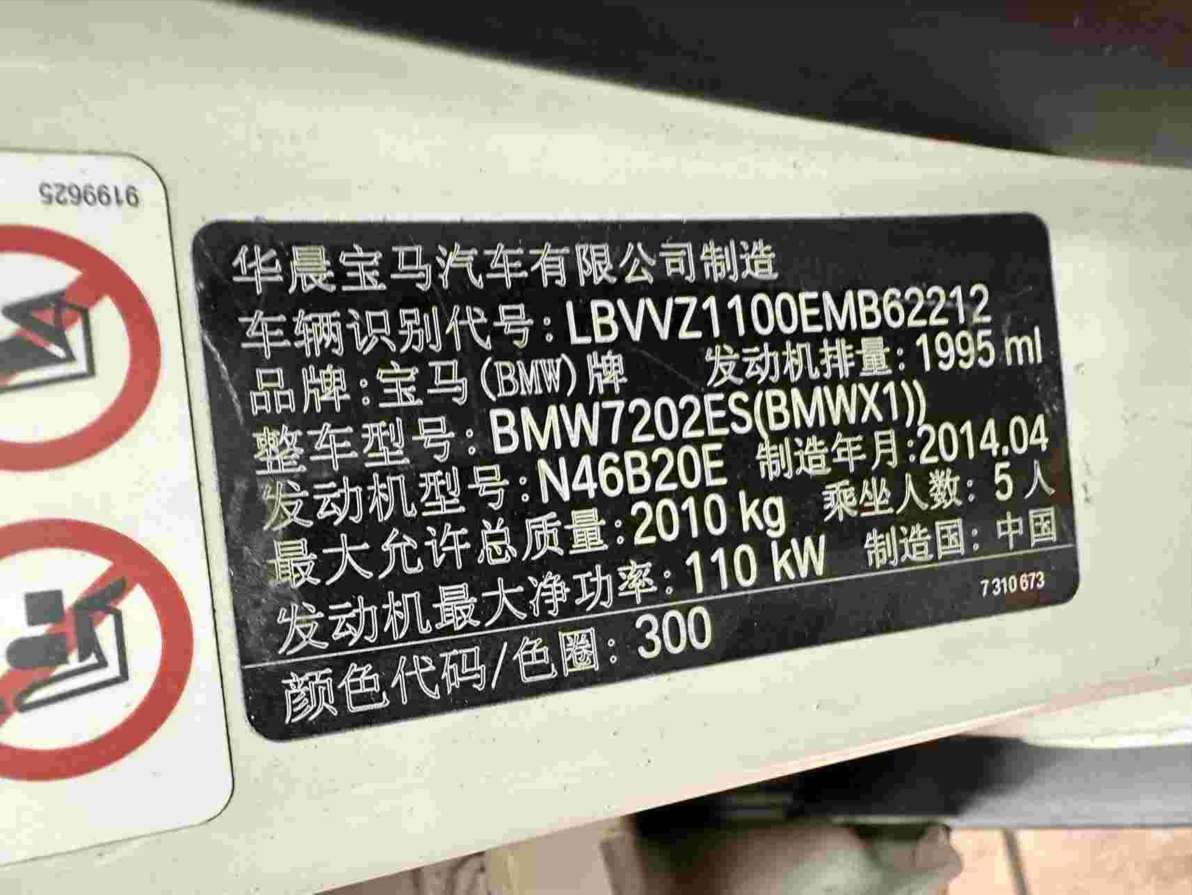 9199625
华晨宝马汽车有限公司制造
车辆识别代号:LBVVZ1100EMB62212
品牌:宝马(BMW)牌 发动机排量:1995 ml
整车型号:BMW7202ES(BMWX1))
发动机型号:N46B20E 制造年月:2014.04
最大允许总质量:2010 kg 乘坐人数:5人
发动机最大净功率:110 kW 制造国:中国
7310673
颜色代码/色圈:300